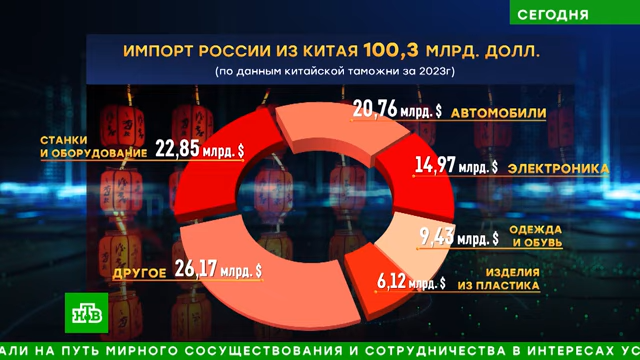 СЕГОДНЯ
ИМПОРТ РОССИИ ИЗ КИТАЯ 100,3 МЛРД. ДОЛЛ.
(по данным китайской таможни за 2023г)
20,76 млрд. $ АВТОМОБИЛИ
СТАНКИ
И ОБОРУДОВАНИЕ 22,85 млрд. $
14,97 млрд. $ ЭЛЕКТРОНИКА
9,43 млрд. $ ОДЕЖДА
И ОБУВЬ
ДРУГОЕ 26,17 млрд. $
6,12 млрд. $ ИЗДЕЛИЯ
ИЗ ПЛАСТИКА
НТВ
АЛИ НА ПУТЬ МИРНОГО СОСУЩЕСТВОВАНИЯ И СОТРУДНИЧЕСТВА В ИНТЕРЕСАХ УС